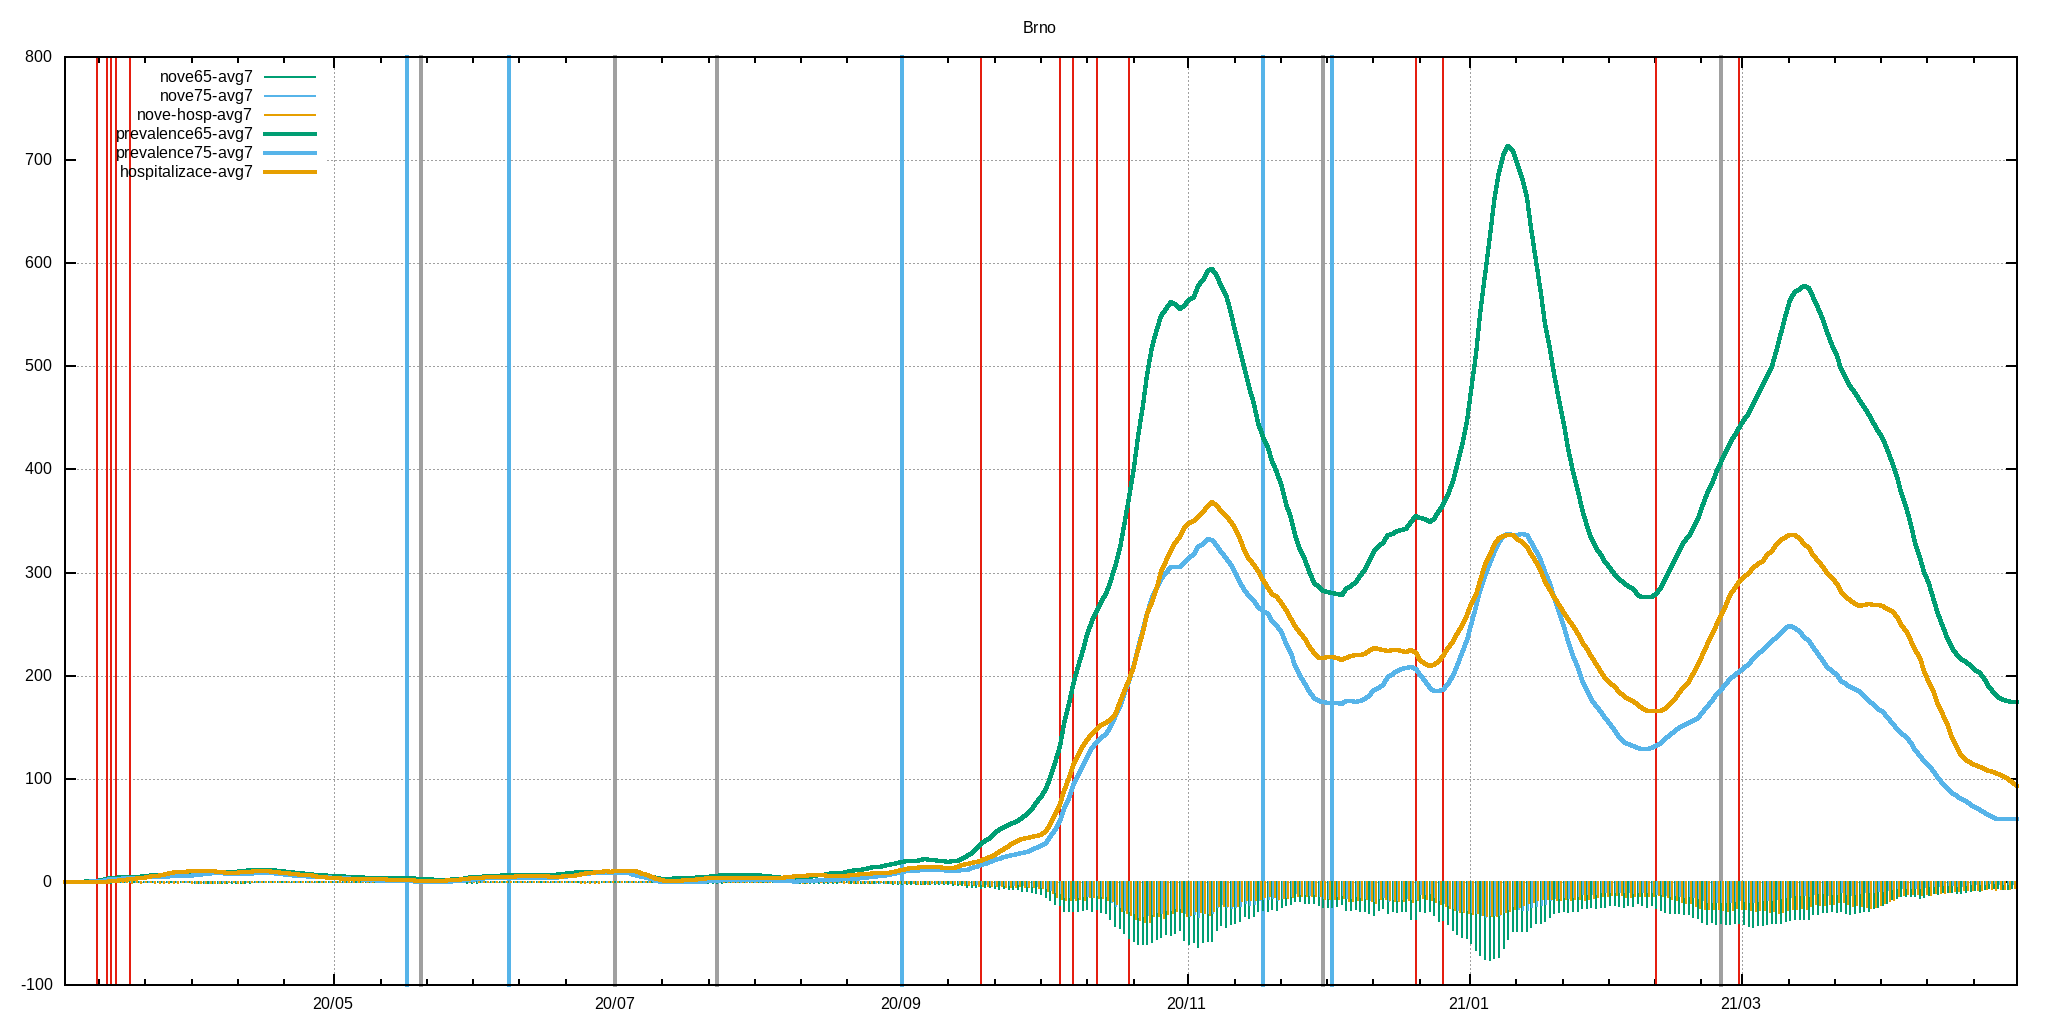 Brno
800
700
600
500
400
300
200
100
0
-100
nove65-avg7
nove75-avg7
nove-hosp-avg7
prevalence65-avg7
prevalence75-avg7
hospitalizace-avg7
20/05
20/07
20/09
20/11
21/01
21/03